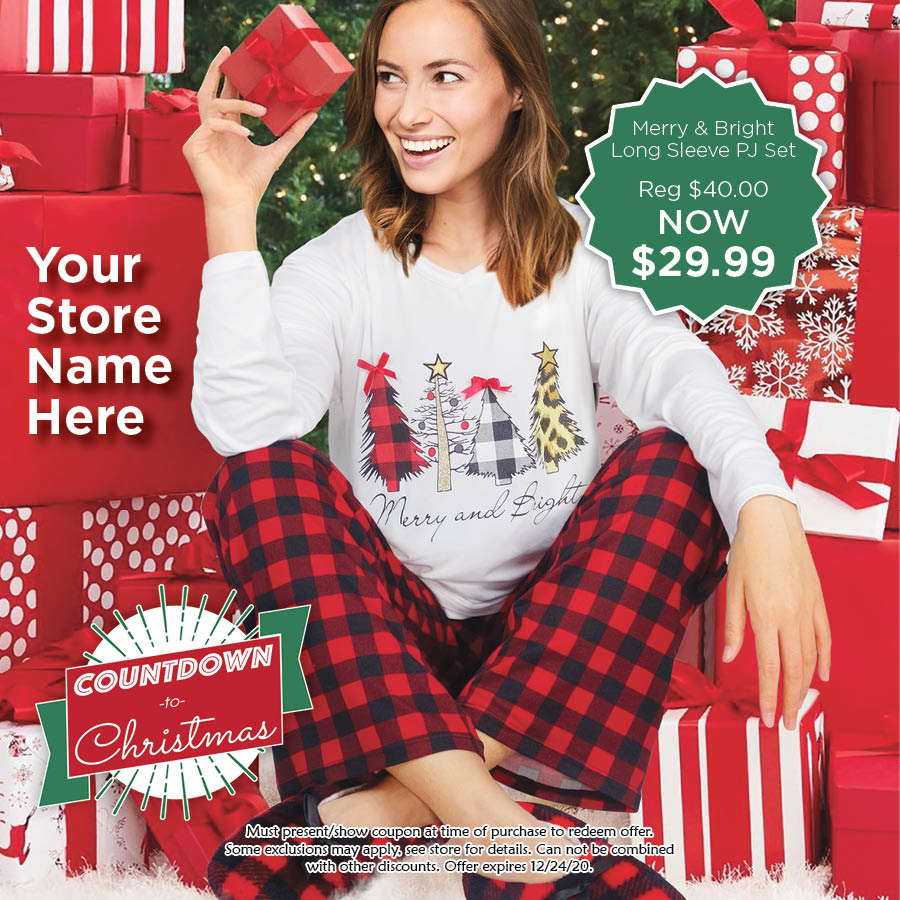 Merry & Bright
Long Sleeve PJ Set
Reg $40.00
NOW
$29.99
Your
Store
Name
Here
Merry and Bright
COUNTDOWN
-to-
Christmas
Must present/show coupon at time of purchase to redeem offer.
Some exclusions may apply, see store for details. Can not be combined
with other discounts. Offer expires 12/24/20.